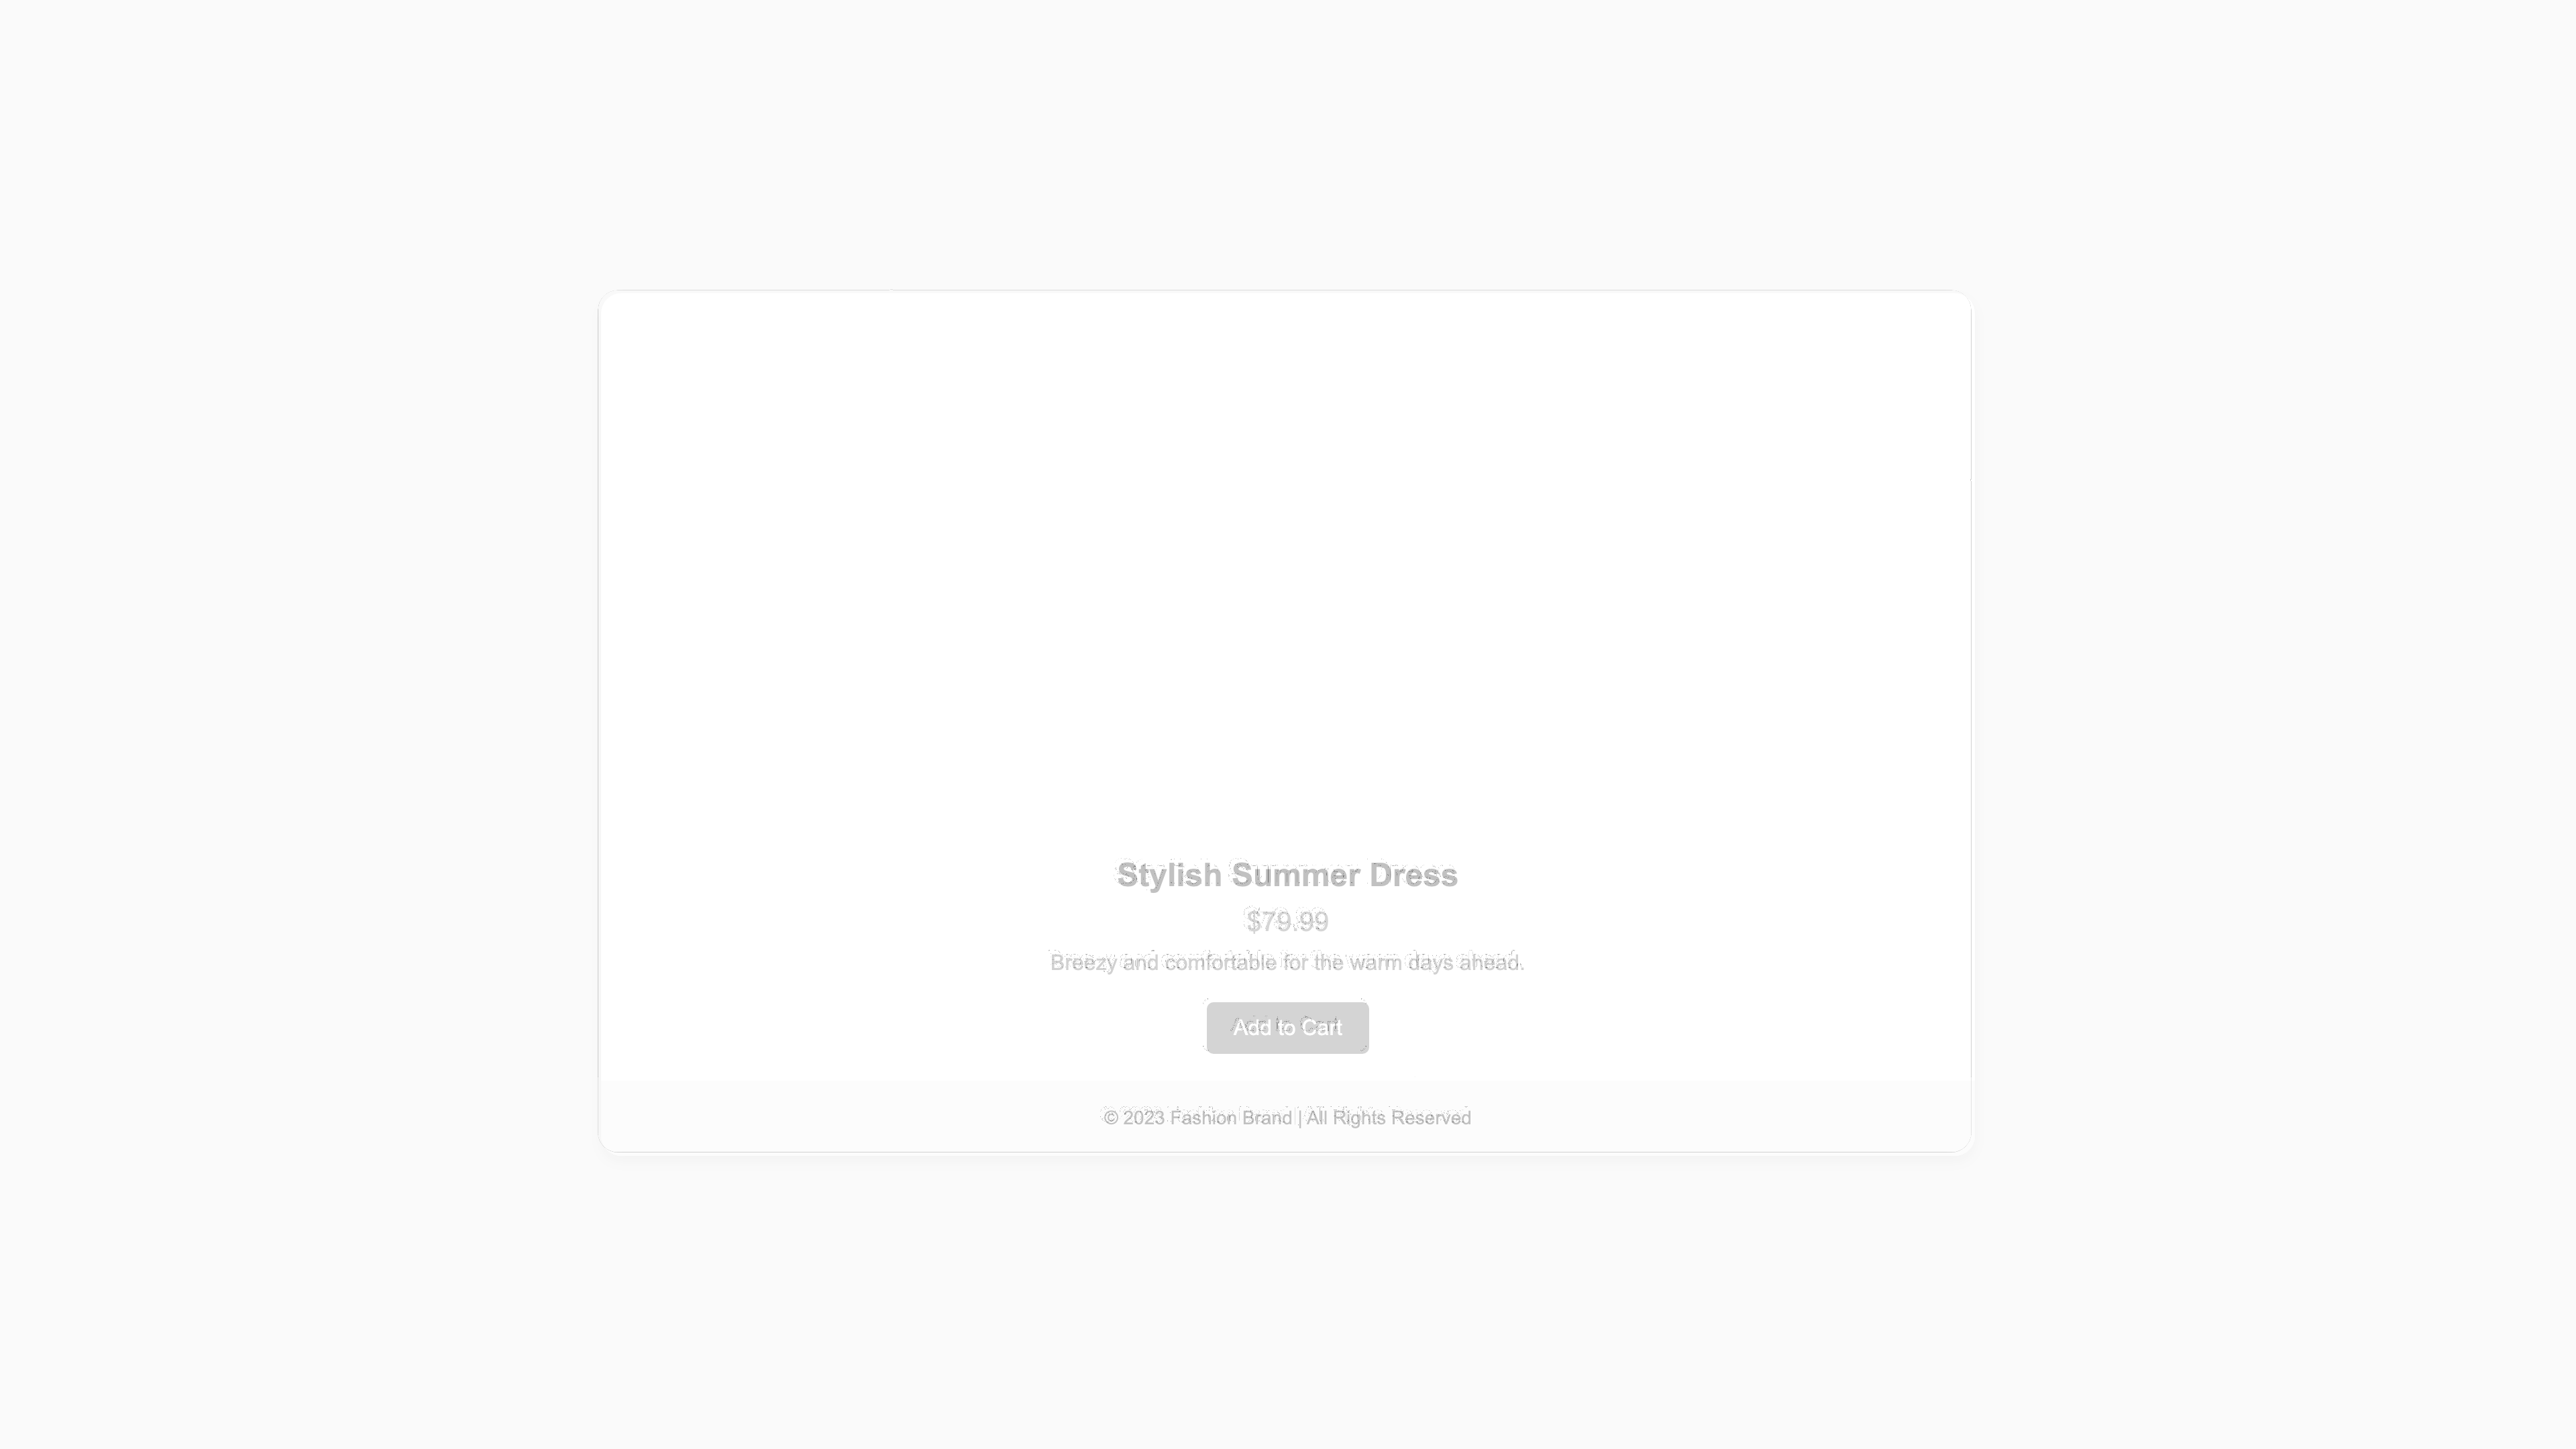 Stylish Summer Dress
$79.99
Breezy and comfortable for the warm days ahead.
Add to Cart
© 2023 Fashion Brand | All Rights Reserved